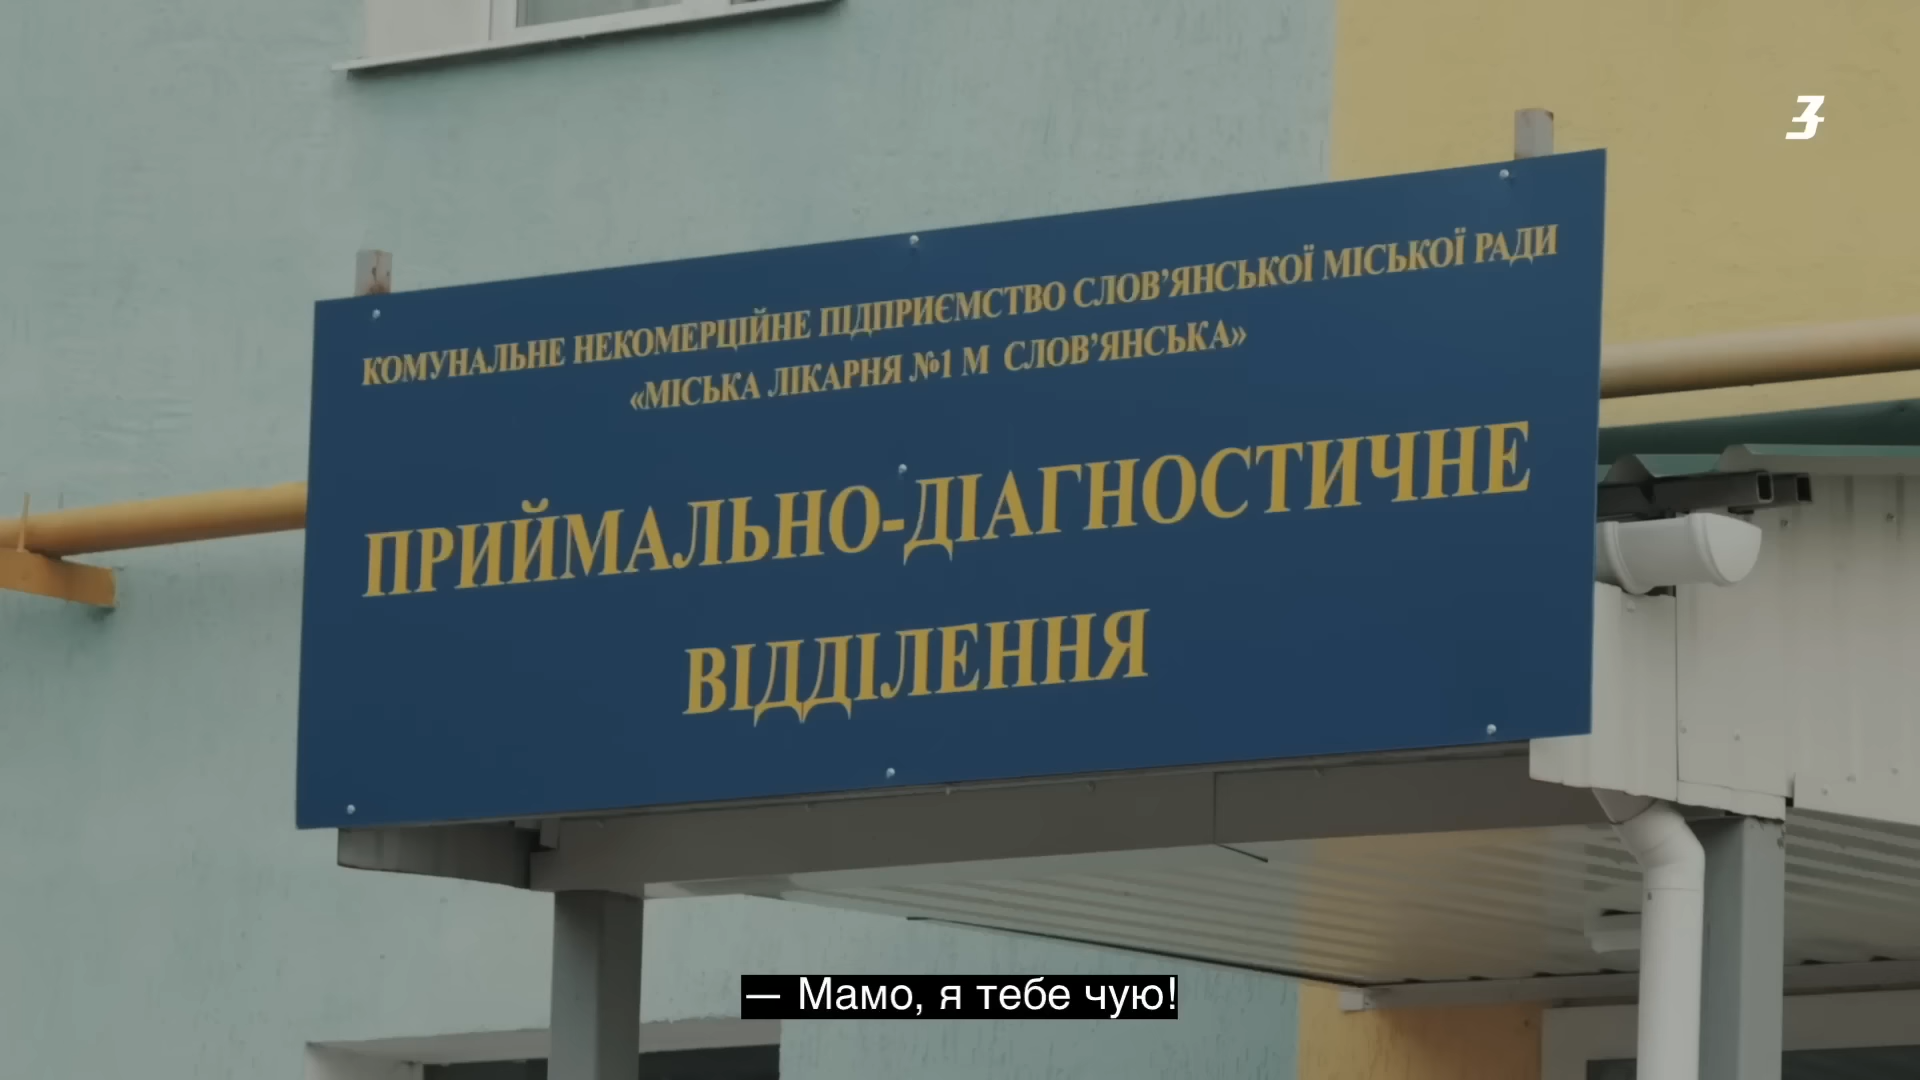 КОМУНАЛЬНЕ НЕКОМЕРЦІЙНЕ ПІДПРИЄМСТВО СЛОВ’ЯНСЬКОЇ МІСЬКОЇ РАДИ
«МІСЬКА ЛІКАРНЯ №1 М СЛОВ’ЯНСЬКА»
ПРИЙМАЛЬНО-ДІАГНОСТИЧНЕ
ВІДДІЛЕННЯ
— Мамо, я тебе чую!